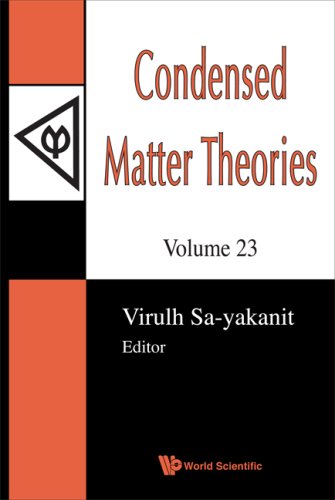 Condensed
Matter Theories
Volume 23
Virulh Sa-yakanit
Editor
World Scientific